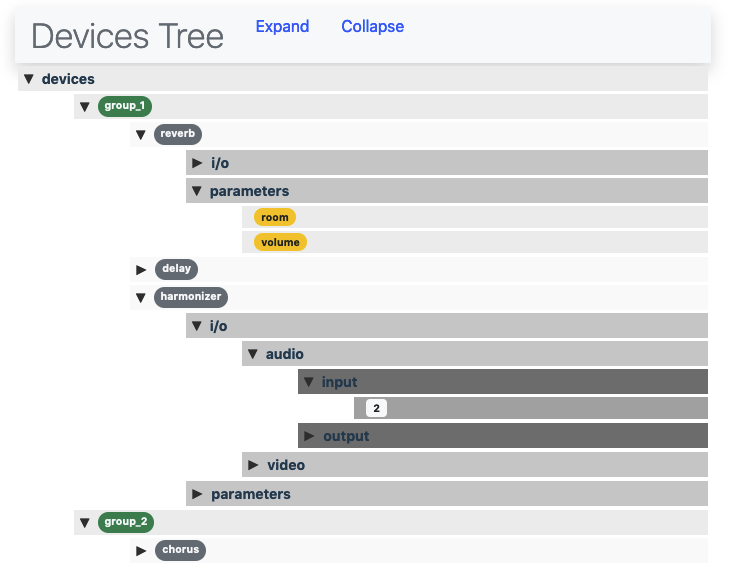 Devices Tree Expand Collapse
devices
group_1
reverb
i/o
parameters
room
volume
delay
harmonizer
i/o
audio
input
2
output
video
parameters
group_2
chorus